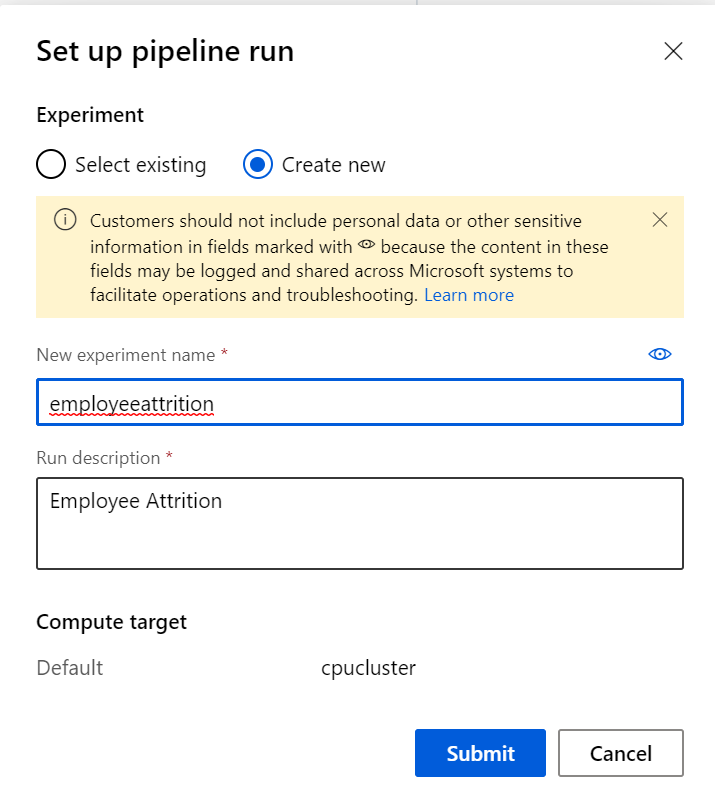 Set up pipeline run
Experiment
Select existing
Create new
Customers should not include personal data or other sensitive
information in fields marked with because the content in these
fields may be logged and shared across Microsoft systems to
facilitate operations and troubleshooting. Learn more
New experiment name *
employeeattrition
Run description *
Employee Attrition
Compute target
Default cpucluster
Submit Cancel